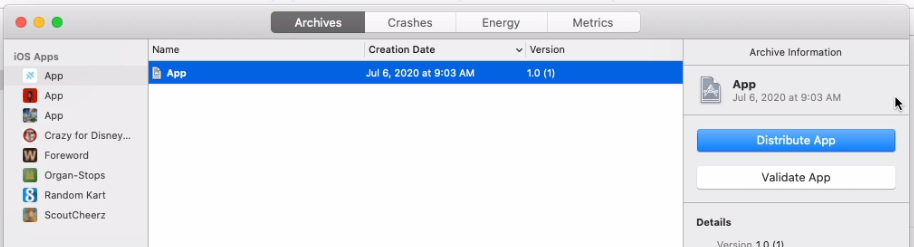 Archives Crashes Energy Metrics
iOS Apps
App
App
App
Crazy for Disney...
Foreword
Organ-Stops
Random Kart
ScoutCheerz
Name Creation Date Version
App Jul 6, 2020 at 9:03 AM 1.0 (1)
Archive Information
App
Jul 6, 2020 at 9:03 AM
Distribute App
Validate App
Details
Version 1.0 (1)